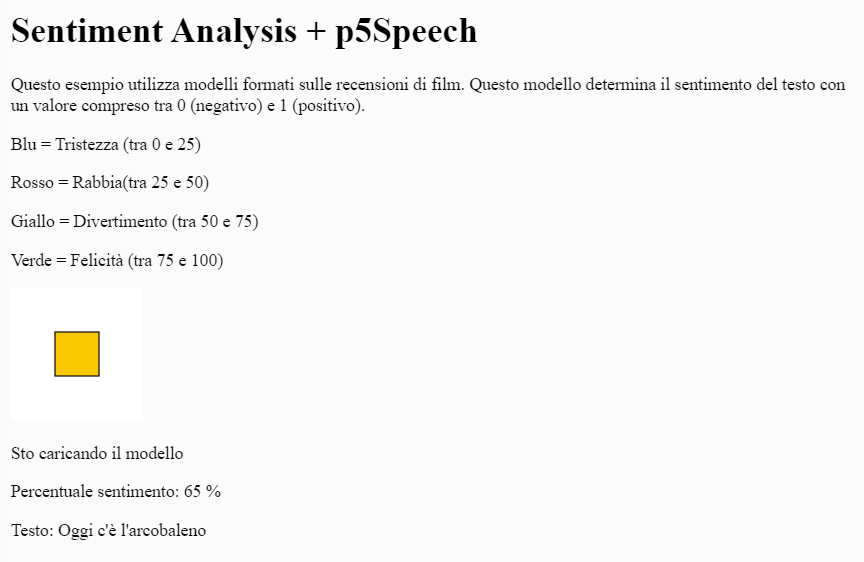 Sentiment Analysis + p5Speech
Questo esempio utilizza modelli formati sulle recensioni di film. Questo modello determina il sentimento del testo con
un valore compreso tra 0 (negativo) e 1 (positivo).
Blu = Tristezza (tra 0 e 25)
Rosso = Rabbia(tra 25 e 50)
Giallo = Divertimento (tra 50 e 75)
Verde = Felicità (tra 75 e 100)
Sto caricando il modello
Percentuale sentimento: 65 %
Testo: Oggi c'è l'arcobaleno